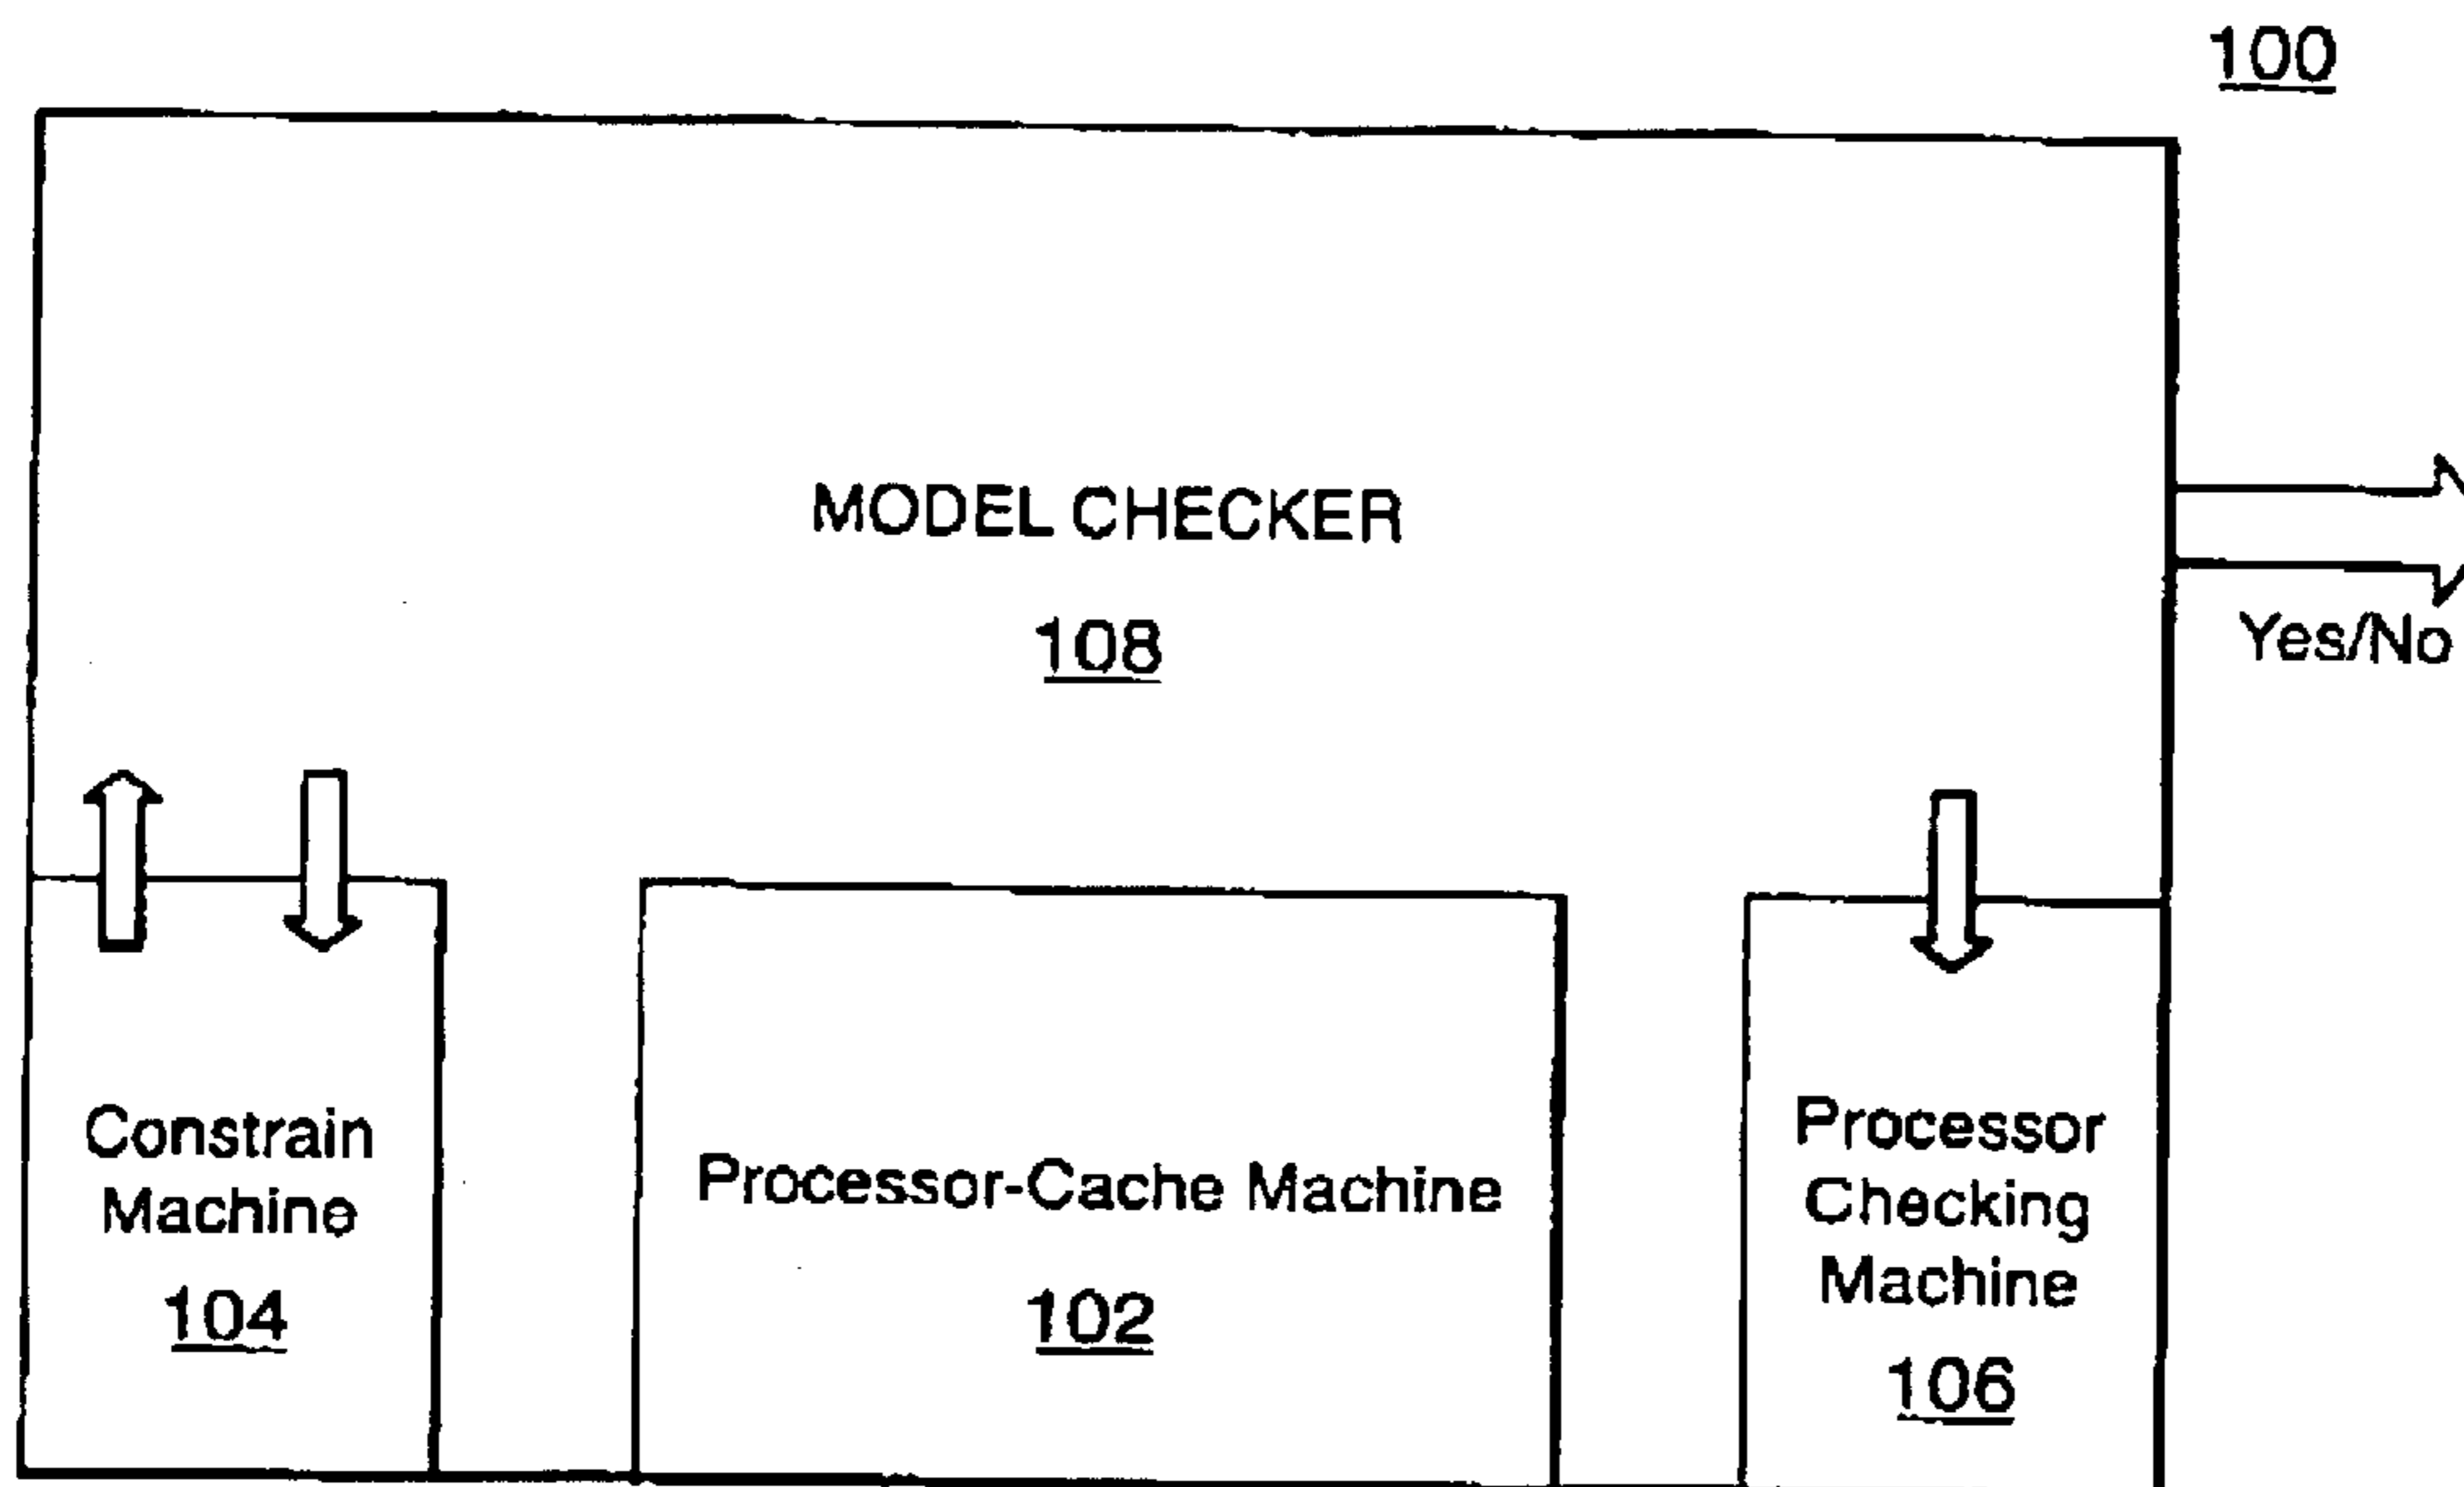 100
MODEL CHECKER
108
Yes/No
Constrain
Machine
104
Processor-Cache Machine
102
Processor
Checking
Machine
106